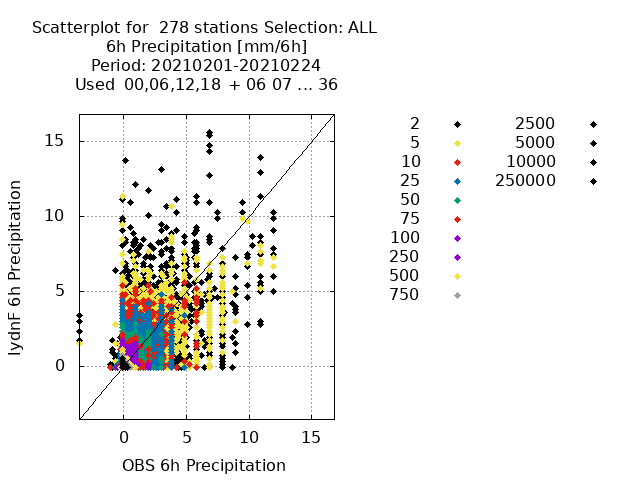 Scatterplot for 278 stations Selection: ALL
6h Precipitation [mm/6h]
Period: 20210201-20210224
Used 00,06,12,18 + 06 07 ... 36
15
10
5
0
IydnF 6h Precipitation
0 5 10 15
OBS 6h Precipitation
2
5
10
25
50
75
100
250
500
750
2500
5000
10000
250000